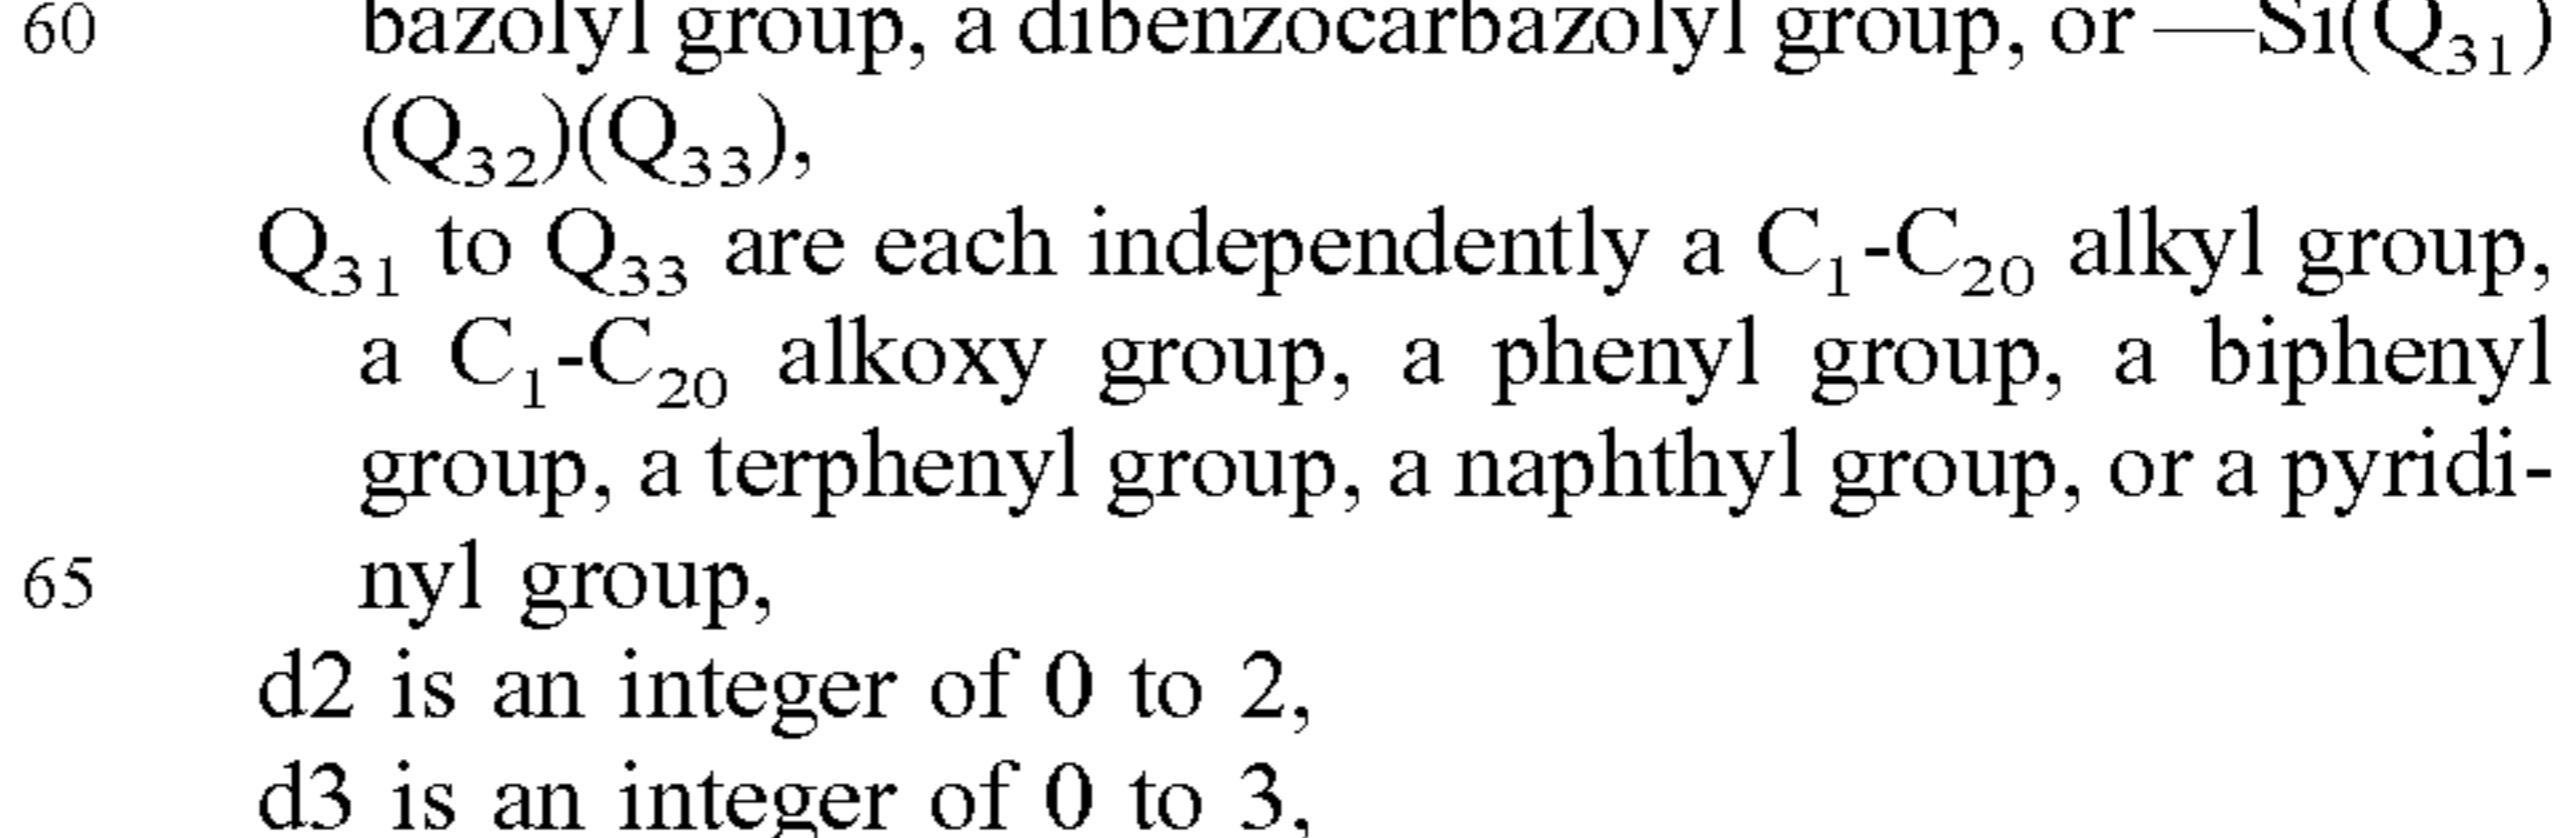 60 bazolyl group, a dibenzocarbazolyl group, or —Si(Q₃₁)
(Q₃₂)(Q₃₃),
Q₃₁ to Q₃₃ are each independently a C₁-C₂₀ alkyl group,
a C₁-C₂₀ alkoxy group, a phenyl group, a biphenyl
group, a terphenyl group, a naphthyl group, or a pyridi-
65 nyl group,
d2 is an integer of 0 to 2,
d3 is an integer of 0 to 3,